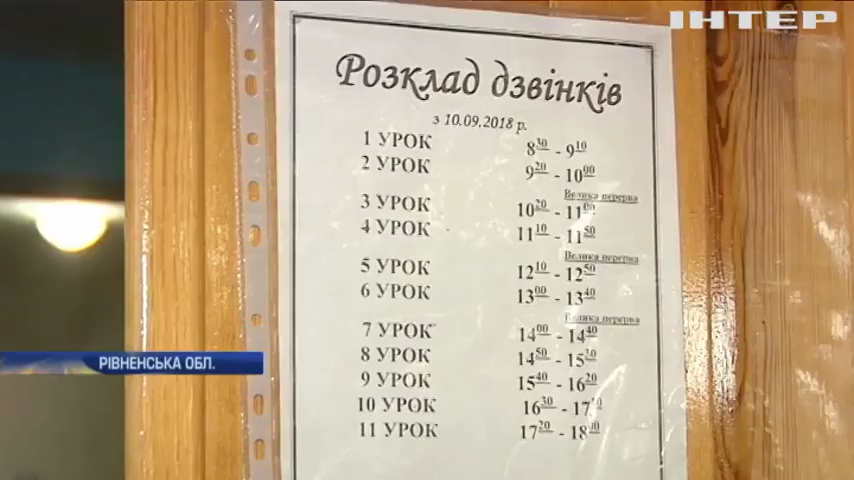 ІНТЕР
Розклад дзвінків
з 10.09.2018 р.
1 УРОК 8³⁰ - 9¹⁰
2 УРОК 9²⁰ - 10⁰⁰
Велика перерва
3 УРОК 10²⁰ - 11⁰⁰
4 УРОК 11¹⁰ - 11⁵⁰
Велика перерва
5 УРОК 12¹⁰ - 12⁵⁰
6 УРОК 13⁰⁰ - 13⁴⁰
Велика перерва
7 УРОК 14⁰⁰ - 14⁴⁰
8 УРОК 14⁵⁰ - 15³⁰
9 УРОК 15⁴⁰ - 16²⁰
10 УРОК 16³⁰ - 17¹⁰
11 УРОК 17²⁰ - 18⁰⁰
РІВНЕНСЬКА ОБЛ.